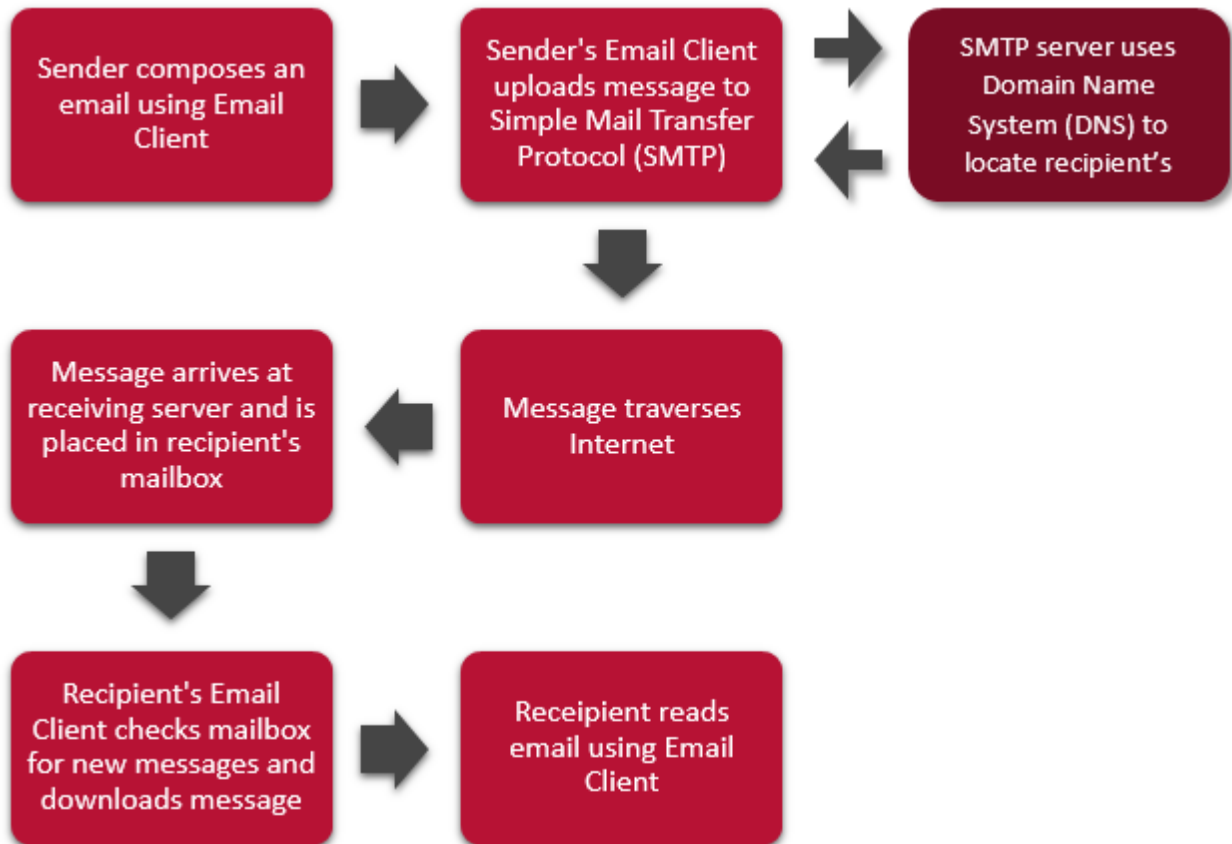 Sender composes an
email using Email
Client
Sender's Email Client
uploads message to
Simple Mail Transfer
Protocol (SMTP)
SMTP server uses
Domain Name
System (DNS) to
locate recipient’s
Message arrives at
receiving server and is
placed in recipient's
mailbox
Message traverses
Internet
Recipient's Email
Client checks mailbox
for new messages and
downloads message
Receipient reads
email using Email
Client